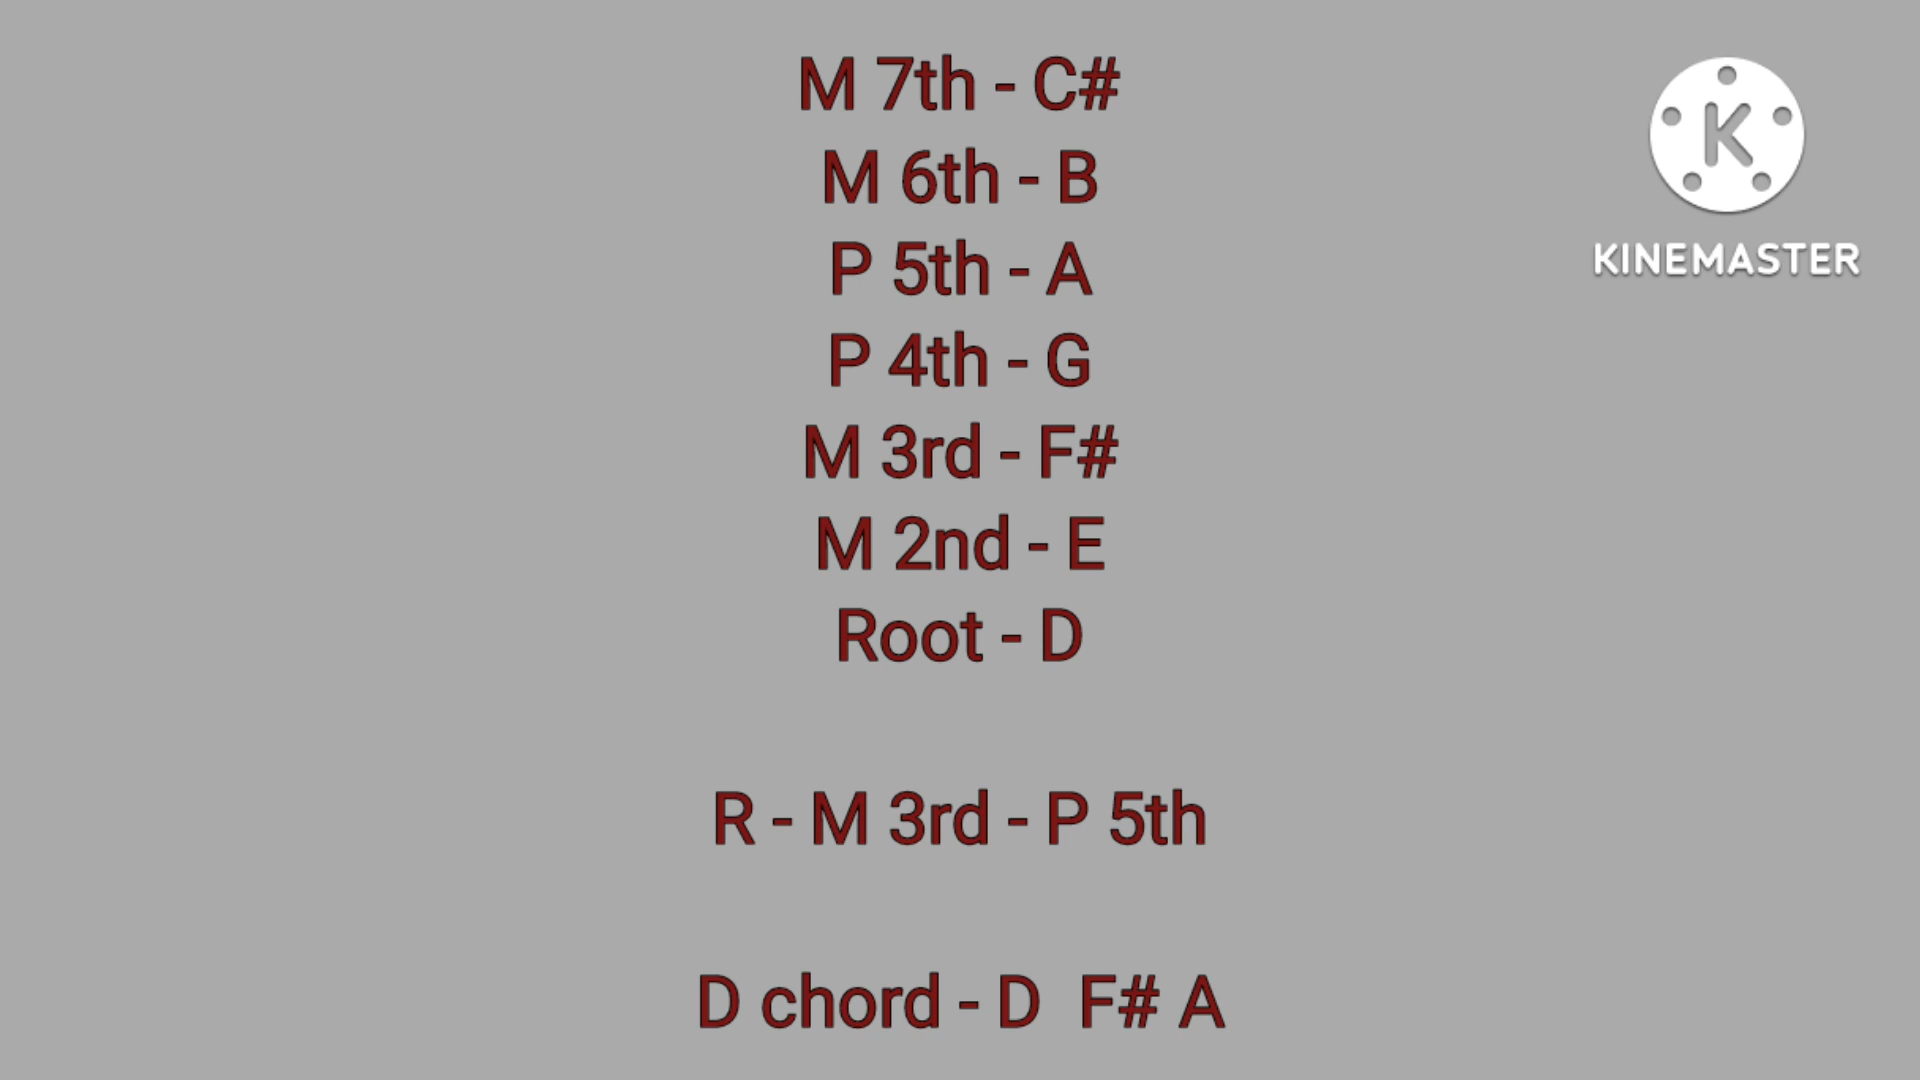 M 7th - C#
M 6th - B
P 5th - A
P 4th - G
M 3rd - F#
M 2nd - E
Root - D
R - M 3rd - P 5th
D chord - D  F# A
K
KINEMASTER